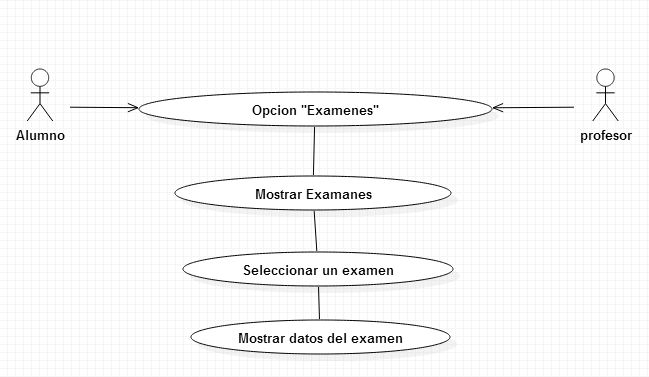 Opcion "Examenes"
Alumno
profesor
Mostrar Examanes
Seleccionar un examen
Mostrar datos del examen